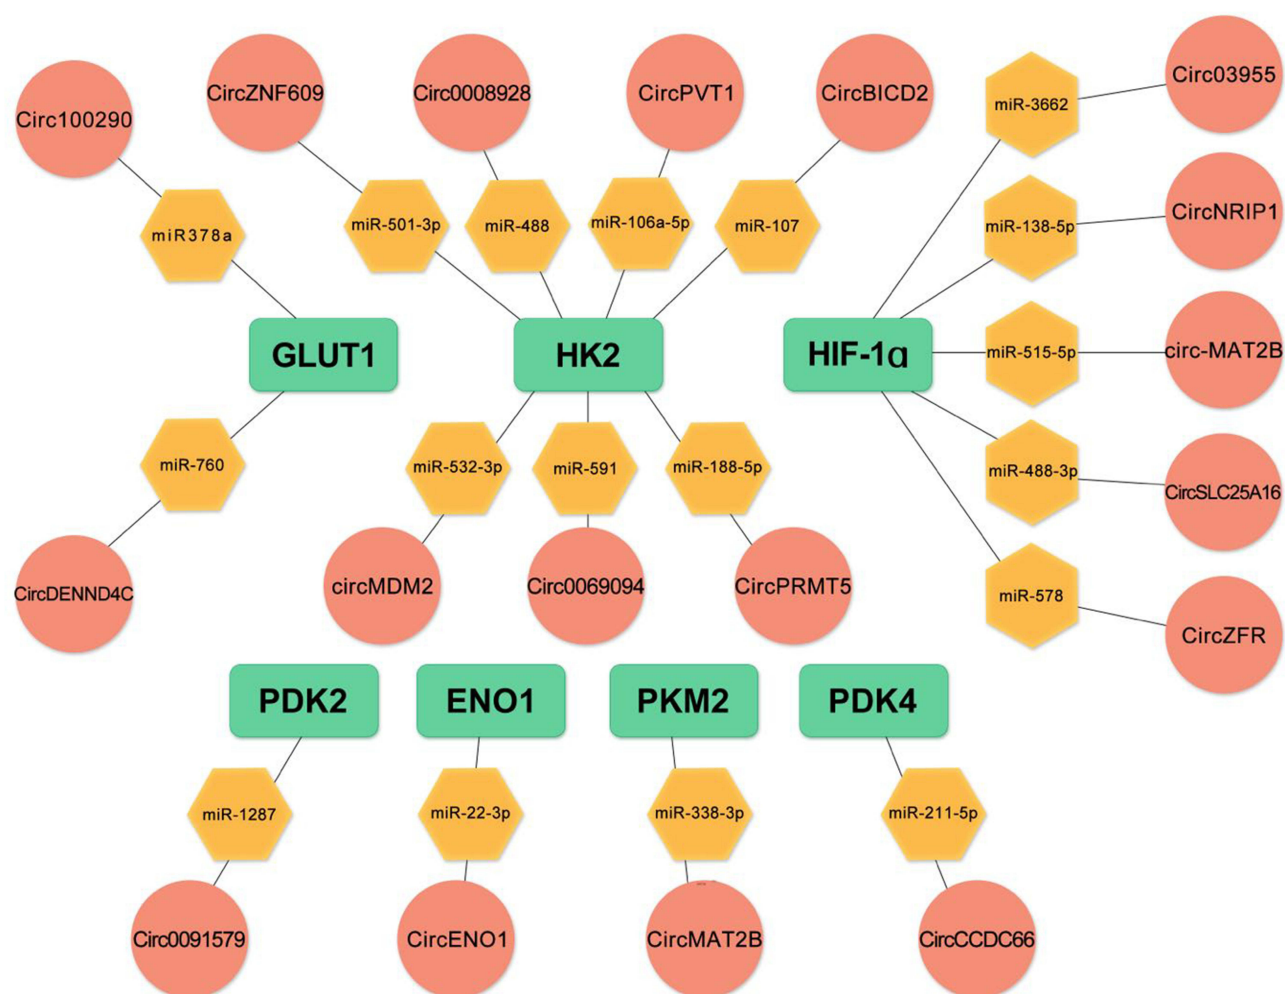 Circ100290
CircZNF609
Circ0008928
CircPVT1
CircBICD2
Circ03955
miR-3662
miR378a
miR-501-3p
miR-488
miR-106a-5p
miR-107
miR-138-5p
CircNRIP1
GLUT1
HK2
HIF-1α
miR-515-5p
circ-MAT2B
miR-760
miR-532-3p
miR-591
miR-188-5p
miR-488-3p
CircSLC25A16
CircDENND4C
circMDM2
Circ0069094
CircPRMT5
miR-578
CircZFR
PDK2
ENO1
PKM2
PDK4
miR-1287
miR-22-3p
miR-338-3p
miR-211-5p
Circ0091579
CircENO1
CircMAT2B
CircCCDC66